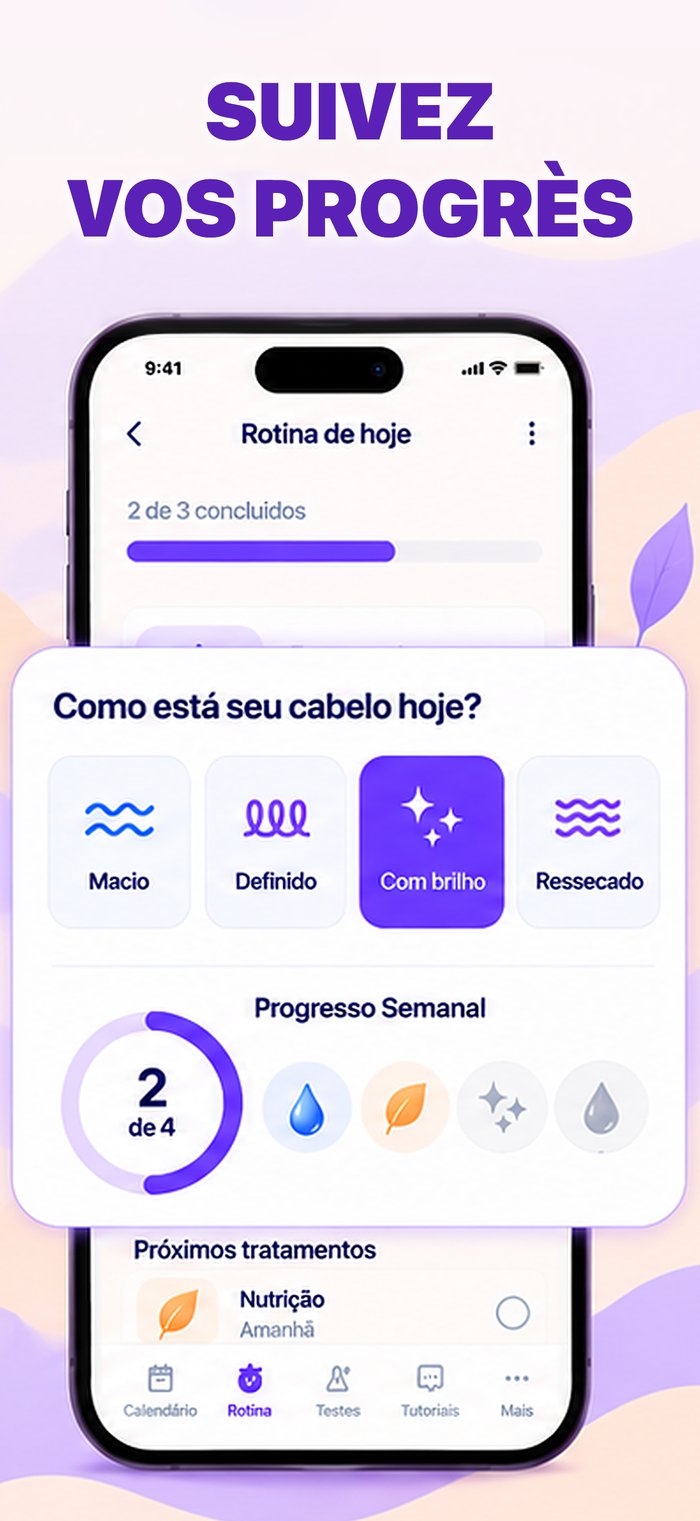 SUIVEZ
VOS PROGRÈS
9:41
Rotina de hoje
2 de 3 concluidos
Como está seu cabelo hoje?
Macio
Definido
Com brilho
Ressecado
Progresso Semanal
2
de 4
Próximos tratamentos
Nutrição
Amanhã
Calendário
Rotina
Testes
Tutoriais
Mais